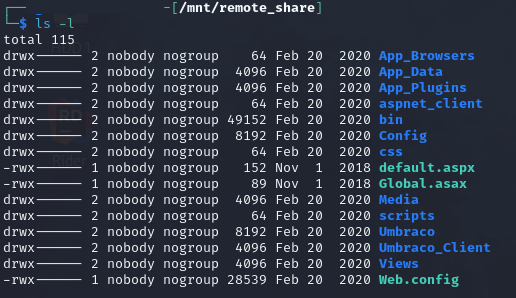 ┌── -[/mnt/remote_share]
└─$ ls -l
total 115
drwx------ 2 nobody nogroup 64 Feb 20 2020 App_Browsers
drwx------ 2 nobody nogroup 4096 Feb 20 2020 App_Data
drwx------ 2 nobody nogroup 4096 Feb 20 2020 App_Plugins
drwx------ 2 nobody nogroup 64 Feb 20 2020 aspnet_client
drwx------ 2 nobody nogroup 49152 Feb 20 2020 bin
drwx------ 2 nobody nogroup 8192 Feb 20 2020 Config
drwx------ 2 nobody nogroup 64 Feb 20 2020 css
-rwx------ 1 nobody nogroup 152 Nov 1 2018 default.aspx
-rwx------ 1 nobody nogroup 89 Nov 1 2018 Global.asax
drwx------ 2 nobody nogroup 4096 Feb 20 2020 Media
drwx------ 2 nobody nogroup 64 Feb 20 2020 scripts
drwx------ 2 nobody nogroup 8192 Feb 20 2020 Umbraco
drwx------ 2 nobody nogroup 4096 Feb 20 2020 Umbraco_Client
drwx------ 2 nobody nogroup 4096 Feb 20 2020 Views
-rwx------ 1 nobody nogroup 28539 Feb 20 2020 Web.config